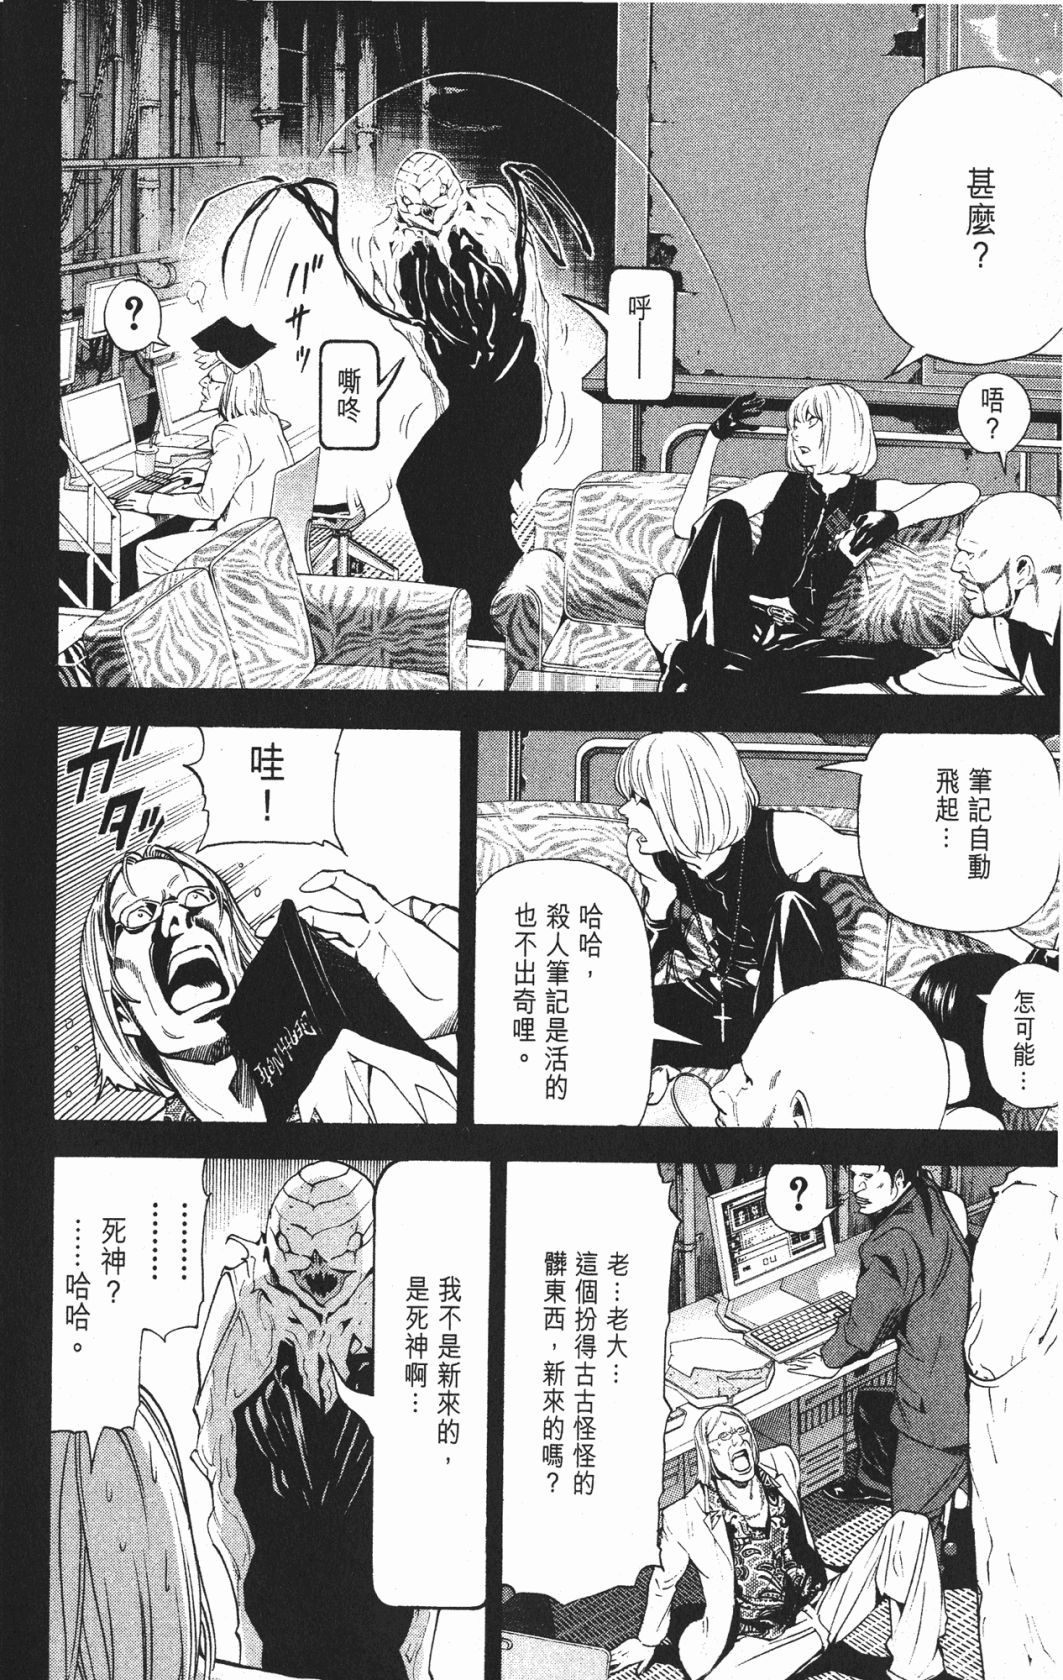 甚麼?
唔?
呼——
バサッ
嘶咚
?
筆記自動
飛起…
怎可能…
哈哈,
殺人筆記是活的
也不出奇哩。
哇!
ガタッ
DEATH NOTE
?
老…老大…
這個扮得古古怪怪的
髒東西,新來的嗎?
我不是新來的,
是死神啊…
………
………
死神?
……哈哈。